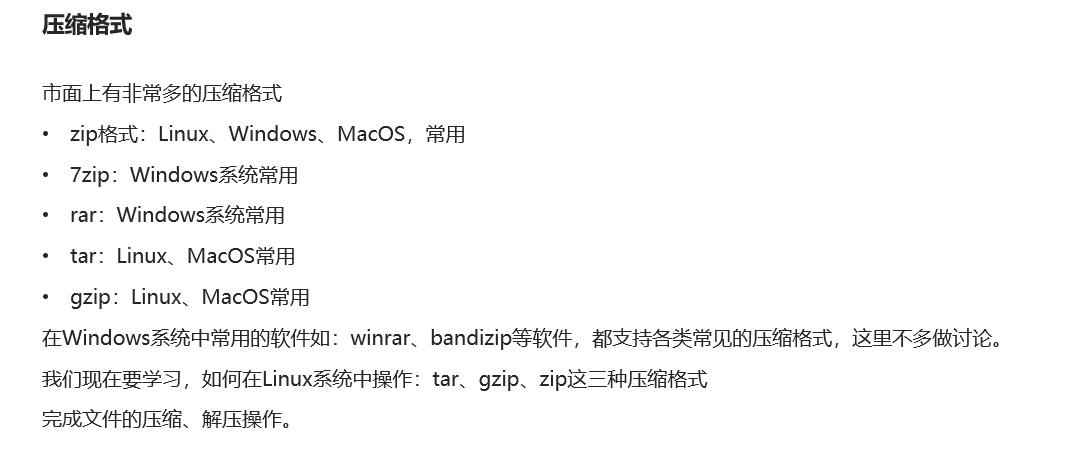 压缩格式
市面上有非常多的压缩格式
• zip格式：Linux、Windows、MacOS，常用
• 7zip：Windows系统常用
• rar：Windows系统常用
• tar：Linux、MacOS常用
• gzip：Linux、MacOS常用
在Windows系统中常用的软件如：winrar、bandizip等软件，都支持各类常见的压缩格式，这里不多做讨论。
我们现在要学习，如何在Linux系统中操作：tar、gzip、zip这三种压缩格式
完成文件的压缩、解压操作。